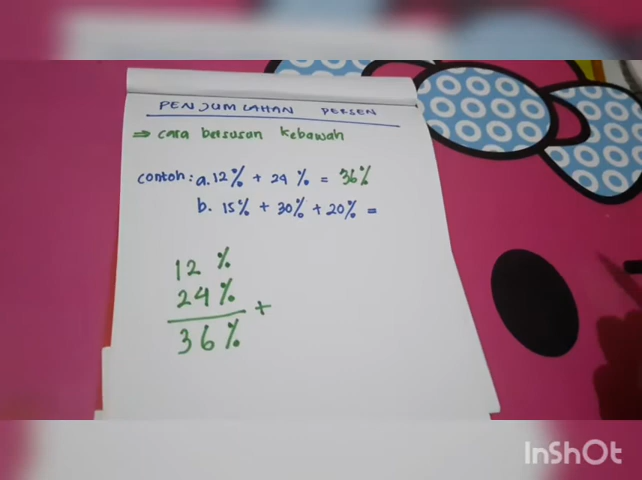 PENJUMLAHAN PERSEN
⇒ cara bersusun kebawah
contoh: a. 12% + 24% = 36%
b. 15% + 30% + 20% =
12%
24%
+
36%
InShOt